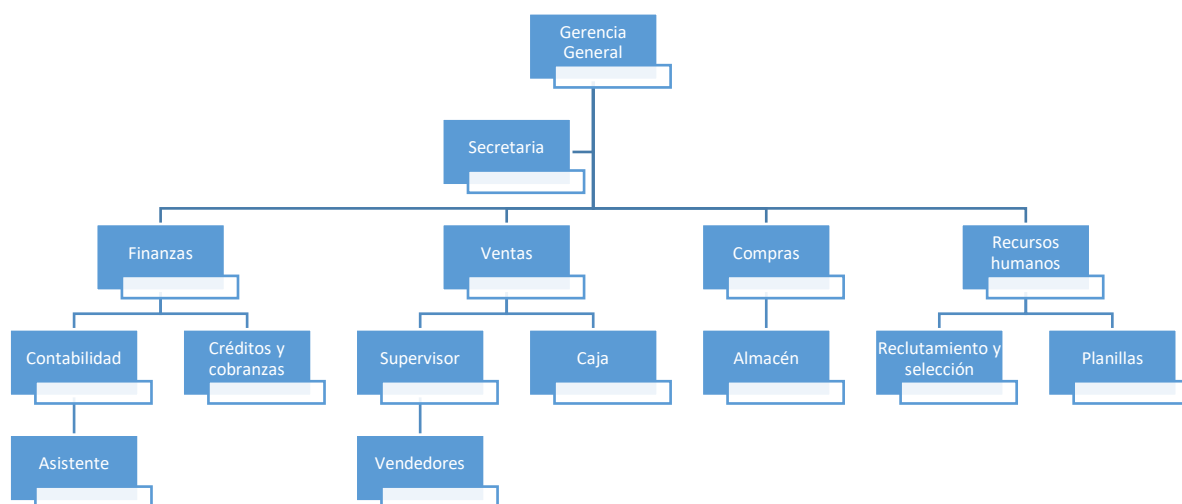 Gerencia
General
Secretaria
Finanzas
Ventas
Compras
Recursos
humanos
Contabilidad
Créditos y
cobranzas
Supervisor
Caja
Almacén
Reclutamiento y
selección
Planillas
Asistente
Vendedores